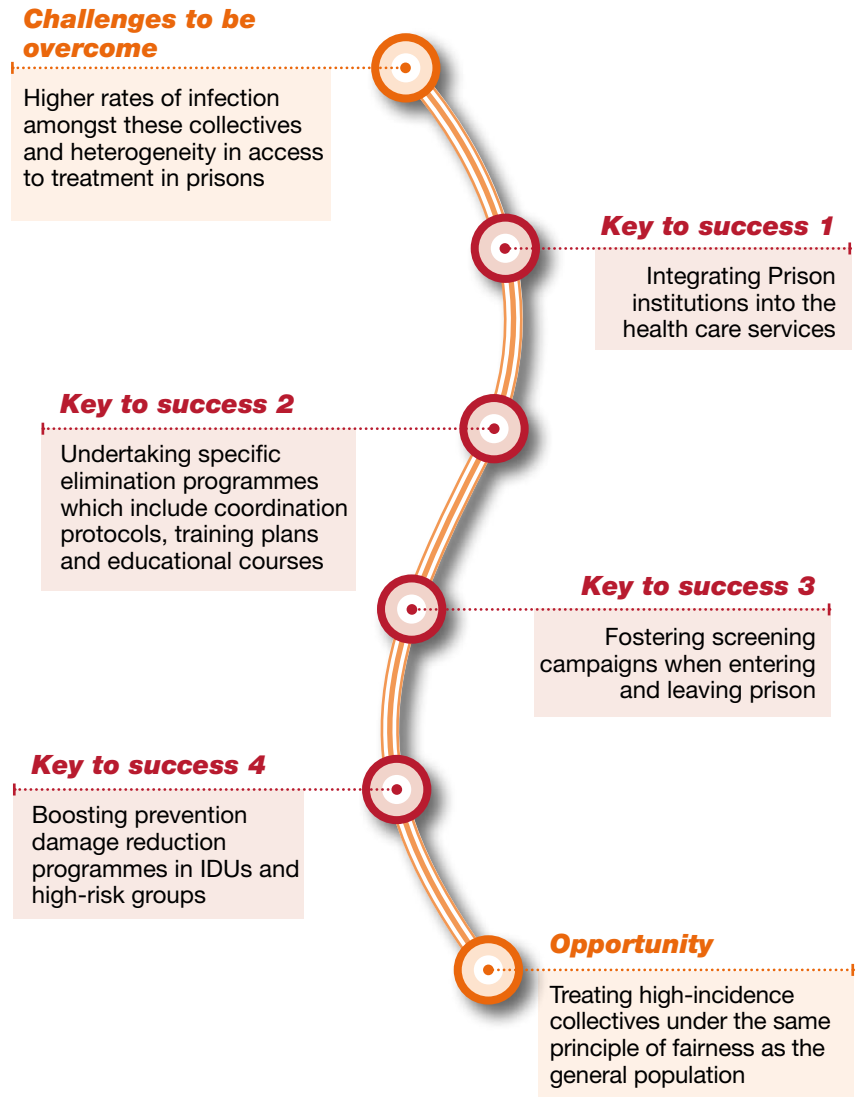 Challenges to be
overcome
Higher rates of infection
amongst these collectives
and heterogeneity in access
to treatment in prisons
Key to success 1
Integrating Prison
institutions into the
health care services
Key to success 2
Undertaking specific
elimination programmes
which include coordination
protocols, training plans
and educational courses
Key to success 3
Fostering screening
campaigns when entering
and leaving prison
Key to success 4
Boosting prevention
damage reduction
programmes in IDUs and
high-risk groups
Opportunity
Treating high-incidence
collectives under the same
principle of fairness as the
general population